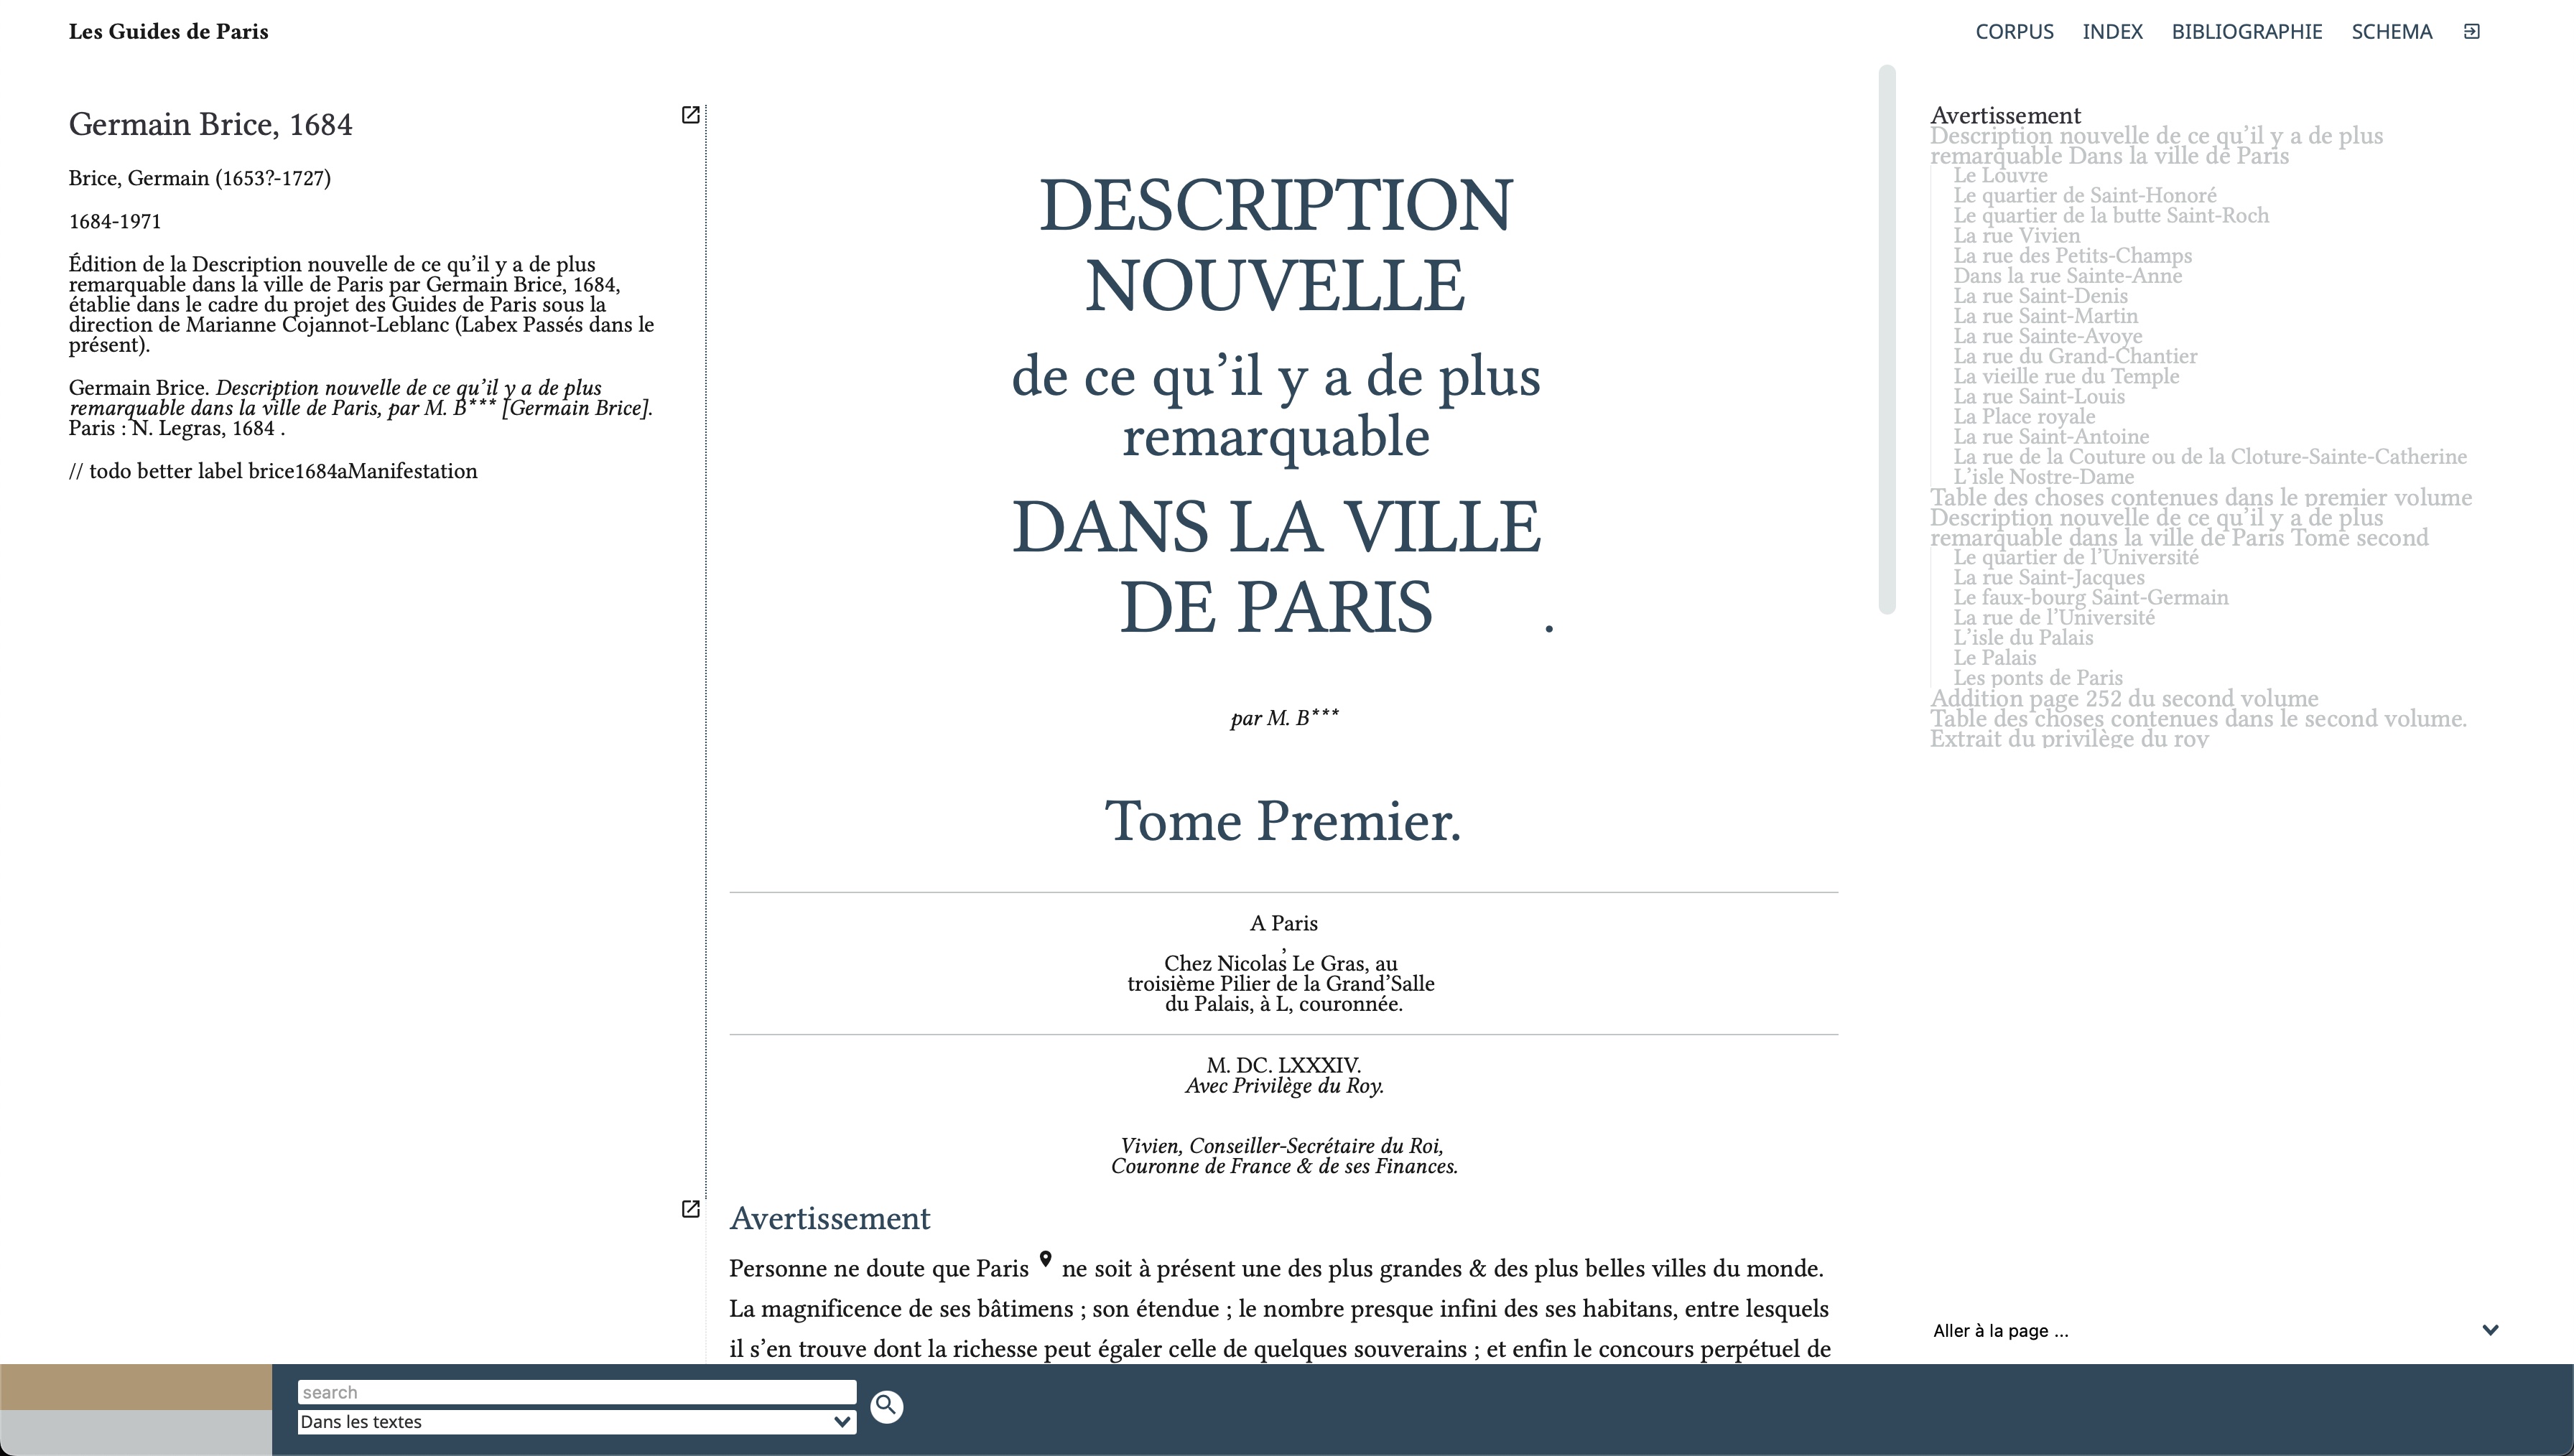 Les Guides de Paris
CORPUS INDEX BIBLIOGRAPHIE SCHEMA
Germain Brice, 1684
Brice, Germain (1653?-1727)
1684-1971
Édition de la Description nouvelle de ce qu’il y a de plus
remarquable dans la ville de Paris par Germain Brice, 1684,
établie dans le cadre du projet des Guides de Paris sous la
direction de Marianne Cojannot-Leblanc (Labex Passés dans le
présent).
Germain Brice. Description nouvelle de ce qu’il y a de plus
remarquable dans la ville de Paris, par M. B*** [Germain Brice].
Paris : N. Legras, 1684 .
// todo better label brice1684aManifestation
DESCRIPTION
NOUVELLE
de ce qu’il y a de plus
remarquable
DANS LA VILLE
DE PARIS .
par M. B***
Tome Premier.
A Paris
,
Chez Nicolas Le Gras, au
troisième Pilier de la Grand’Salle
du Palais, à L, couronnée.
M. DC. LXXXIV.
Avec Privilège du Roy.
Vivien, Conseiller-Secrétaire du Roi,
Couronne de France & de ses Finances.
Avertissement
Personne ne doute que Paris ne soit à présent une des plus grandes & des plus belles villes du monde.
La magnificence de ses bâtimens ; son étendue ; le nombre presque infini des ses habitans, entre lesquels
il s’en trouve dont la richesse peut égaler celle de quelques souverains ; et enfin le concours perpétuel de
Avertissement
Description nouvelle de ce qu’il y a de plus
remarquable Dans la ville de Paris
Le Louvre
Le quartier de Saint-Honoré
Le quartier de la butte Saint-Roch
La rue Vivien
La rue des Petits-Champs
Dans la rue Sainte-Anne
La rue Saint-Denis
La rue Saint-Martin
La rue Sainte-Avoye
La rue du Grand-Chantier
La vieille rue du Temple
La rue Saint-Louis
La Place royale
La rue Saint-Antoine
La rue de la Couture ou de la Cloture-Sainte-Catherine
L’isle Nostre-Dame
Table des choses contenues dans le premier volume
Description nouvelle de ce qu’il y a de plus
remarquable dans la ville de Paris Tome second
Le quartier de l’Université
La rue Saint-Jacques
Le faux-bourg Saint-Germain
La rue de l’Université
L’isle du Palais
Le Palais
Les ponts de Paris
Addition page 252 du second volume
Table des choses contenues dans le second volume.
Extrait du privilège du roy
Aller à la page ...
search
Dans les textes